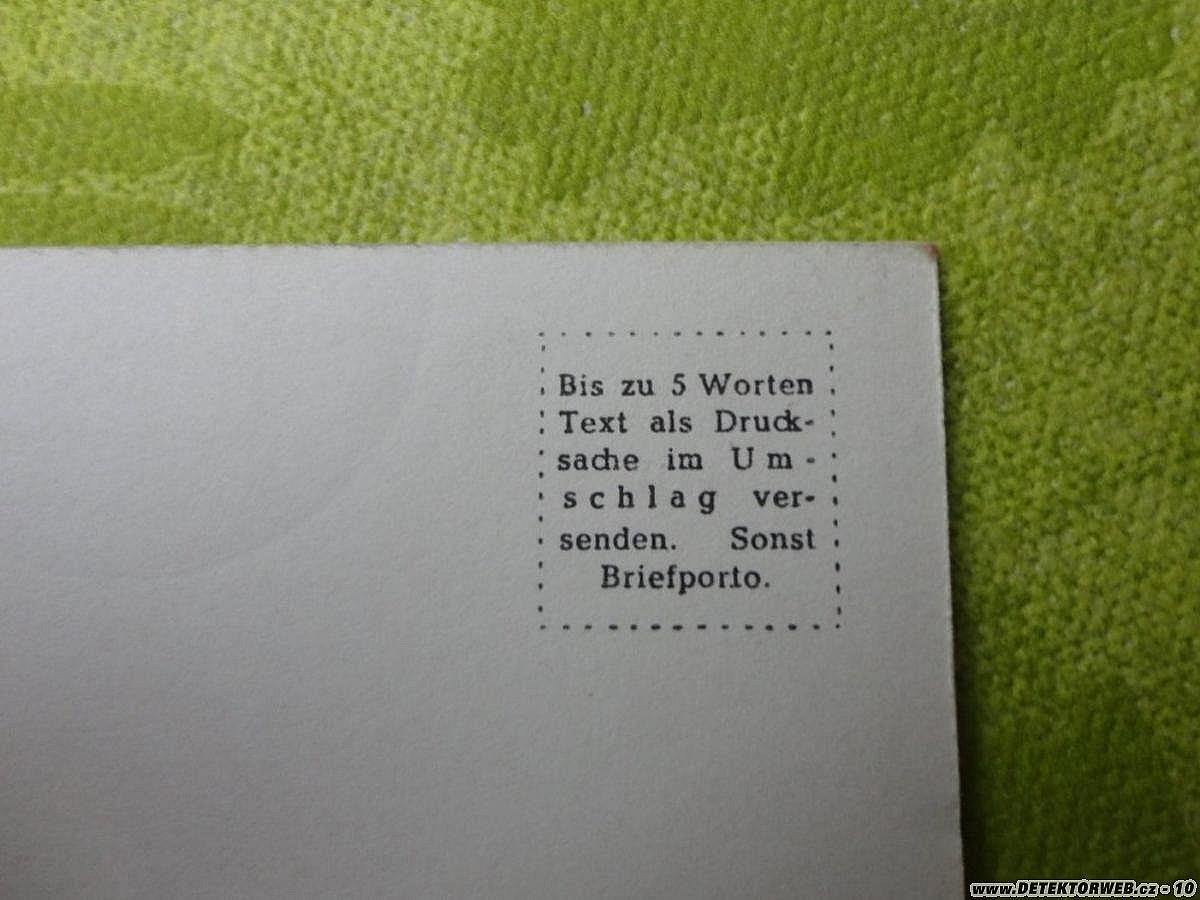 Bis zu 5 Worten
Text als Druck-
sache im Um-
schlag ver-
senden. Sonst
Briefporto.
www.DETEKTORWEB.cz - 10